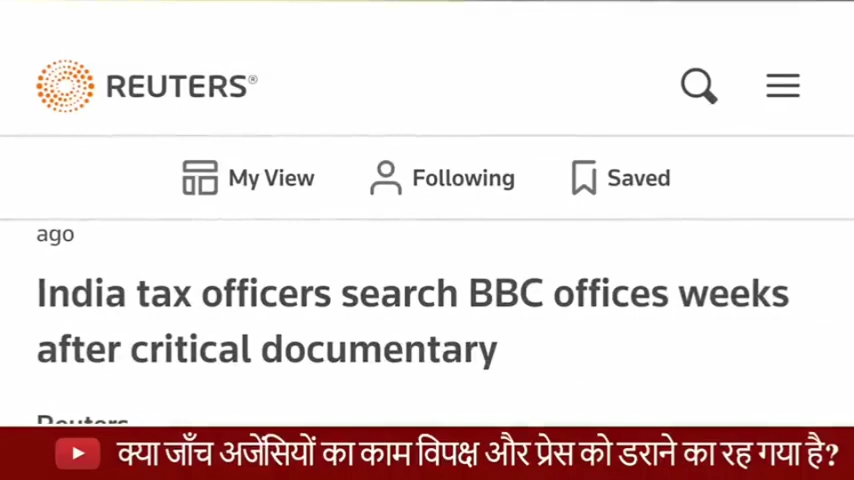 REUTERS®
My View Following Saved
ago
India tax officers search BBC offices weeks
after critical documentary
Reuters
क्या जाँच अजेंसियों का काम विपक्ष और प्रेस को डराने का रह गया है?